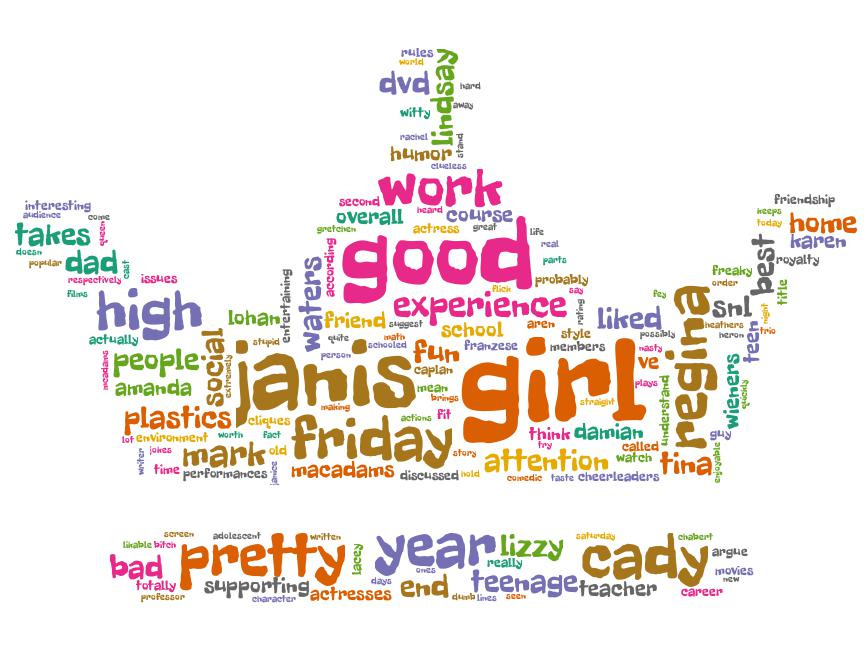 rules
world
dvd
lindsay
hard
away
witty
rachel
stand
humor
clueless
work
second
heard
overall
course
gretchen
actress
great
life
real
good
parts
according
waters
entertaining
probably
flick
experience
rating
friend
suggest
school
aren
liked
fey
possibly
style
quite
math
person
schooled
franzese
members
nasty
interesting
audience
come
takes
queen
doesn
popular
dad
cast
respectively
issues
films
high
lohan
actually
stupid
mcadams
people
social
extremely
amanda
janis
making
fun
caplan
mean
brings
girl
straight
ve
plays
regina
understand
friendship
keeps
today
home
karen
best
royalty
freaky
order
title
snl
heathers
heron
night
teen
trio
wieners
quickly
guy
enjoyable
plastics
cliques
actions
fit
lot
environment
worth
fact
friday
story
think
try
damian
called
writer
jokes
mark
old
time
performances
janice
macadams
discussed
hold
attention
comedic
taste
cheerleaders
watch
tina
say
screen
adolescent
written
likable
bitch
bad
pretty
lacey
totally
professor
supporting
character
actresses
year
ones
days
end
lizzy
really
teenage
dumb
lines
seen
saturday
chabert
cady
argue
teacher
movies
new
career